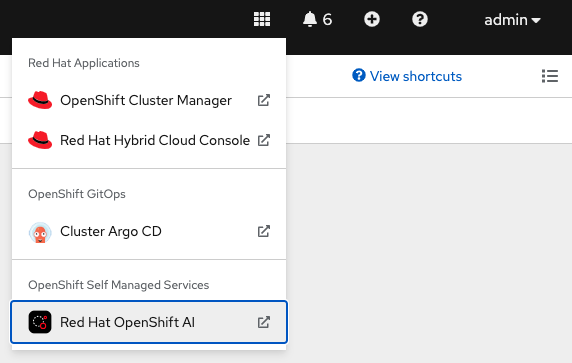 6
admin
Red Hat Applications
View shortcuts
OpenShift Cluster Manager
Red Hat Hybrid Cloud Console
OpenShift GitOps
Cluster Argo CD
OpenShift Self Managed Services
Red Hat OpenShift AI